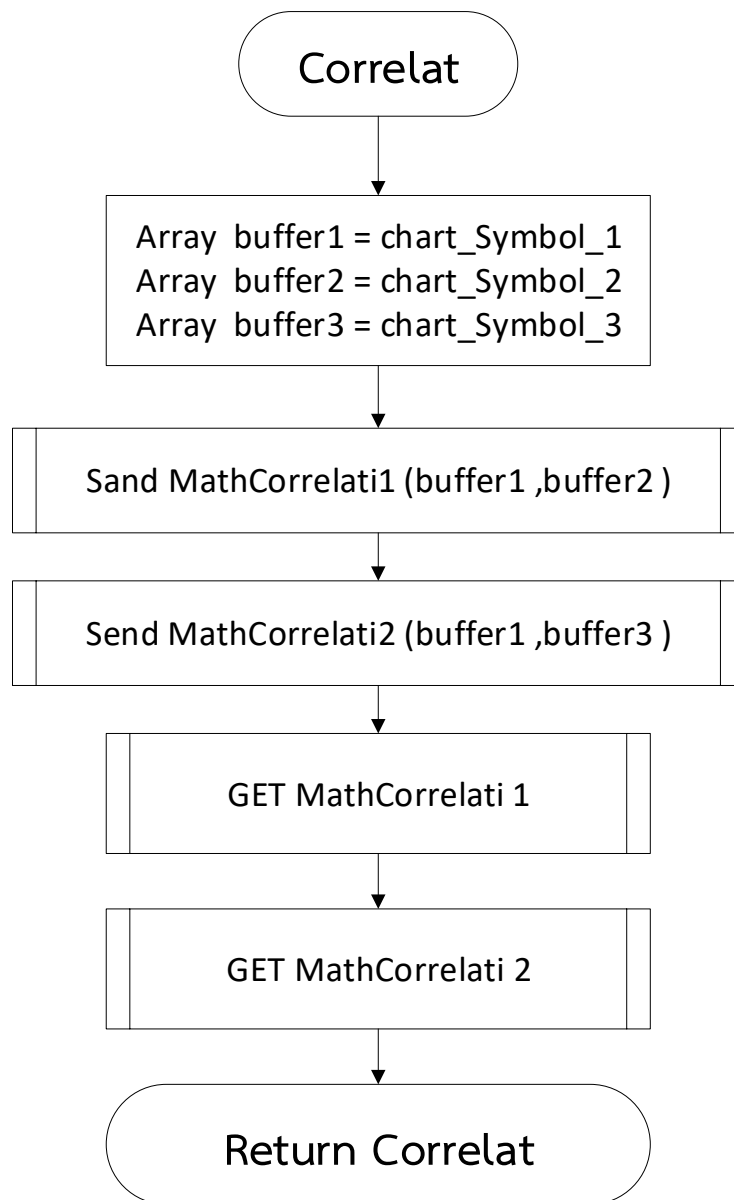 Correlat
Array buffer1 = chart_Symbol_1
Array buffer2 = chart_Symbol_2
Array buffer3 = chart_Symbol_3
Sand MathCorrelati1 (buffer1 ,buffer2 )
Send MathCorrelati2 (buffer1 ,buffer3 )
GET MathCorrelati 1
GET MathCorrelati 2
Return Correlat